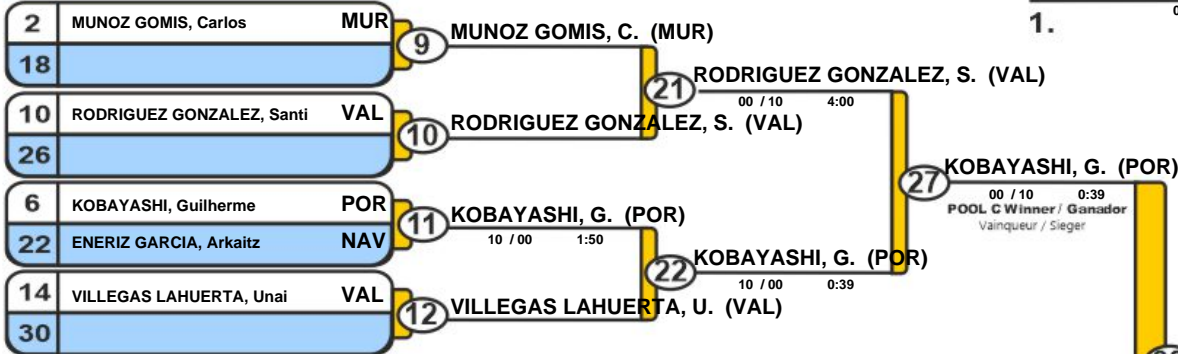 2 MUNOZ GOMIS, Carlos MUR
18
9 MUNOZ GOMIS, C. (MUR)
10 RODRIGUEZ GONZALEZ, Santi VAL
26
10 RODRIGUEZ GONZALEZ, S. (VAL)
21 RODRIGUEZ GONZALEZ, S. (VAL)
00 / 10 4:00
6 KOBAYASHI, Guilherme POR
22 ENERIZ GARCIA, Arkaitz NAV
11 KOBAYASHI, G. (POR)
10 / 00 1:50
14 VILLEGAS LAHUERTA, Unai VAL
30
12 VILLEGAS LAHUERTA, U. (VAL)
22 KOBAYASHI, G. (POR)
10 / 00 0:39
27 KOBAYASHI, G. (POR)
00 / 10 0:39
POOL C Winner / Ganador
Vainqueur / Sieger
1.